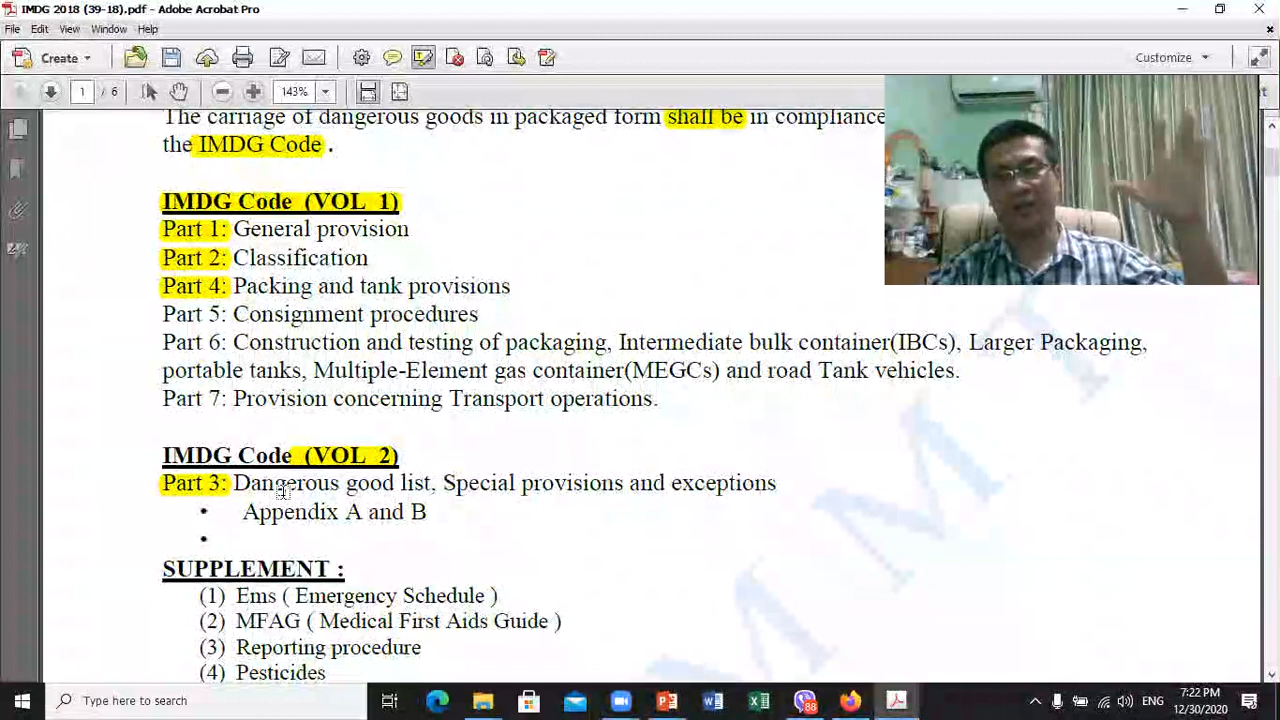 IMDG 2018 (39-18).pdf - Adobe Acrobat Pro
File Edit View Window Help
Create
Customize
1 / 6
143%
The carriage of dangerous goods in packaged form shall be in compliance
the IMDG Code .
IMDG Code (VOL 1)
Part 1: General provision
Part 2: Classification
Part 4: Packing and tank provisions
Part 5: Consignment procedures
Part 6: Construction and testing of packaging, Intermediate bulk container(IBCs), Larger Packaging,
portable tanks, Multiple-Element gas container(MEGCs) and road Tank vehicles.
Part 7: Provision concerning Transport operations.
IMDG Code (VOL 2)
Part 3: Dangerous good list, Special provisions and exceptions
• Appendix A and B
•
SUPPLEMENT :
(1) Ems ( Emergency Schedule )
(2) MFAG ( Medical First Aids Guide )
(3) Reporting procedure
(4) Pesticides
M M T
Type here to search
88
ENG
7:22 PM
12/30/2020